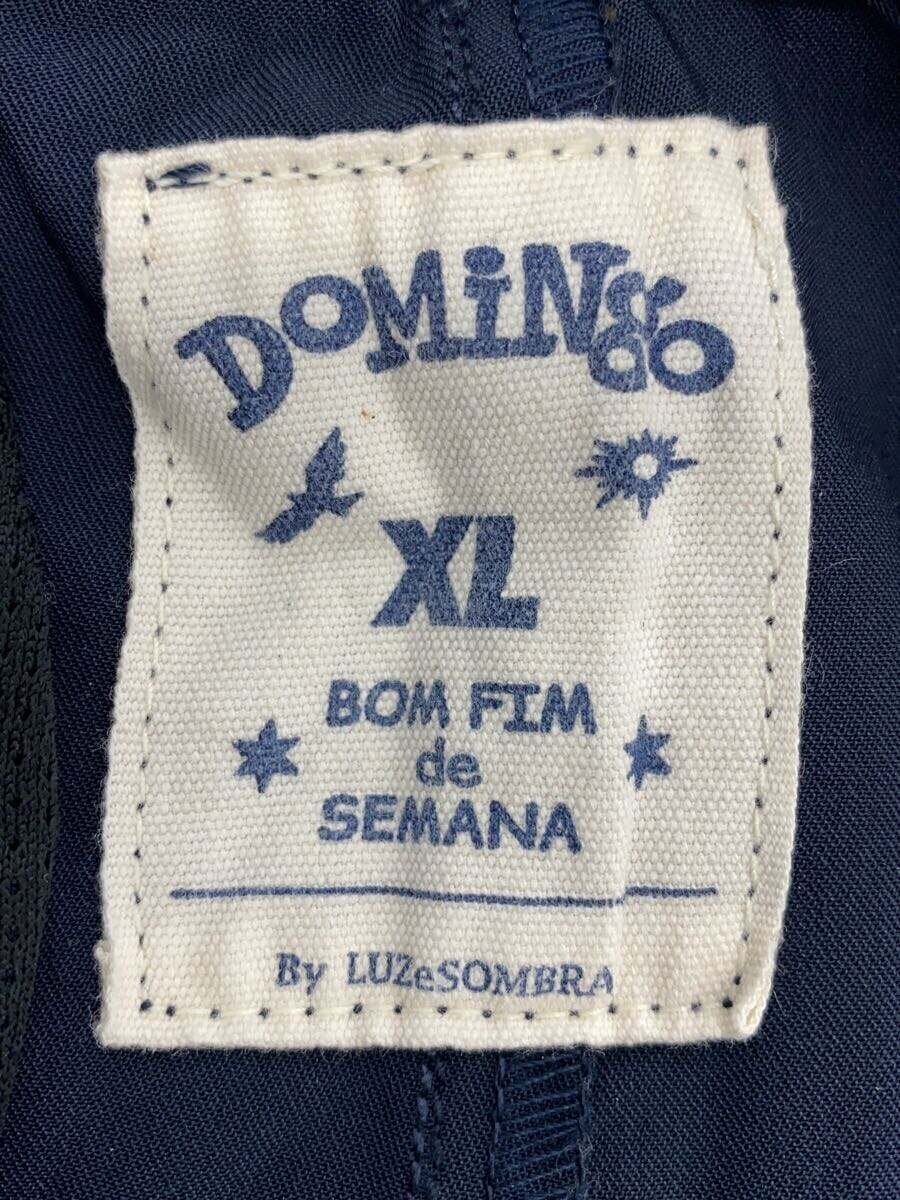 DOMiNGO
XL
BOM FIM
de
SEMANA
By LUZeSOMBRA